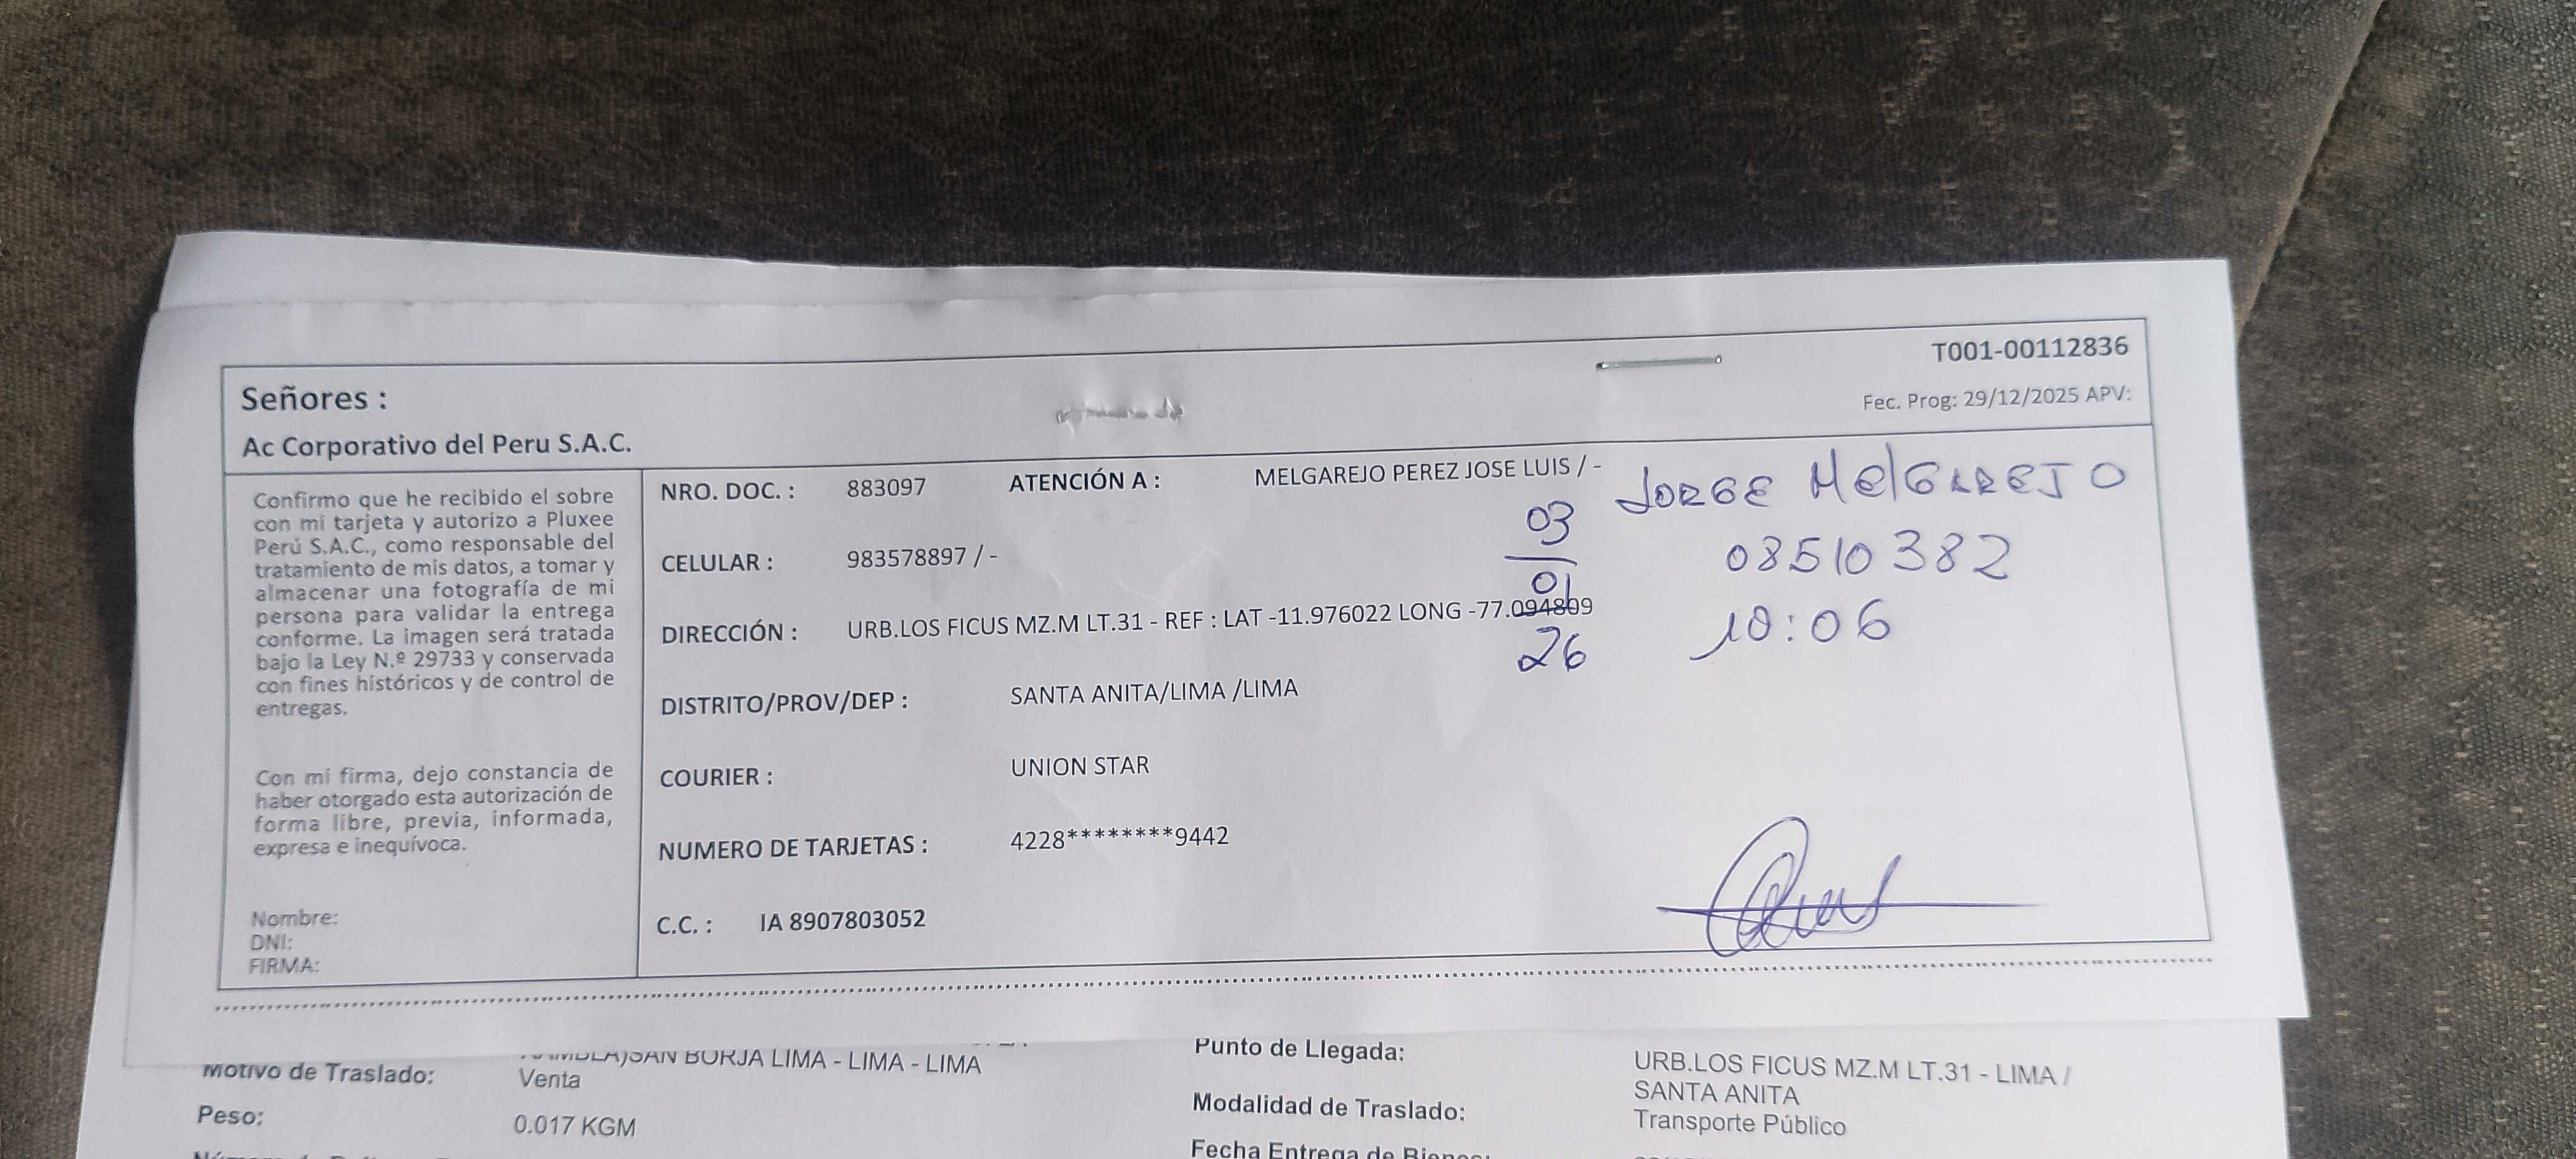 T001-00112836
Señores :
Fec. Prog: 29/12/2025 APV:
Ac Corporativo del Peru S.A.C.
Confirmo que he recibido el sobre
con mi tarjeta y autorizo a Pluxee
Perú S.A.C., como responsable del
tratamiento de mis datos, a tomar y
almacenar una fotografía de mi
persona para validar la entrega
conforme. La imagen será tratada
bajo la Ley N.º 29733 y conservada
con fines históricos y de control de
entregas.
Con mi firma, dejo constancia de
haber otorgado esta autorización de
forma libre, previa, informada,
expresa e inequívoca.
Nombre:
DNI:
FIRMA:
NRO. DOC. : 883097 ATENCIÓN A : MELGAREJO PEREZ JOSE LUIS / -
CELULAR : 983578897 / -
DIRECCIÓN : URB.LOS FICUS MZ.M LT.31 - REF : LAT -11.976022 LONG -77.094809
DISTRITO/PROV/DEP : SANTA ANITA/LIMA /LIMA
COURIER : UNION STAR
NUMERO DE TARJETAS : 4228********9442
C.C. : IA 8907803052
03
01
26
JORGE MELGAREJO
08510382
10:06
SAN BORJA LIMA - LIMA - LIMA
Motivo de Traslado: Venta
Peso: 0.017 KGM
Punto de Llegada: URB.LOS FICUS MZ.M LT.31 - LIMA /
SANTA ANITA
Modalidad de Traslado: Transporte Público
Fecha Entrega de Bienes: